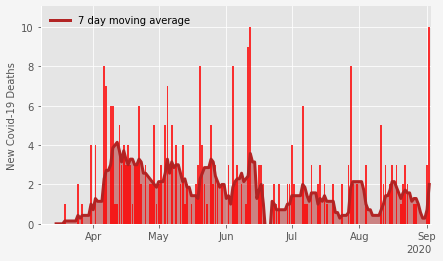 7 day moving average
New Covid-19 Deaths
10
8
6
4
2
0
Apr
May
Jun
Jul
Aug
Sep
2020